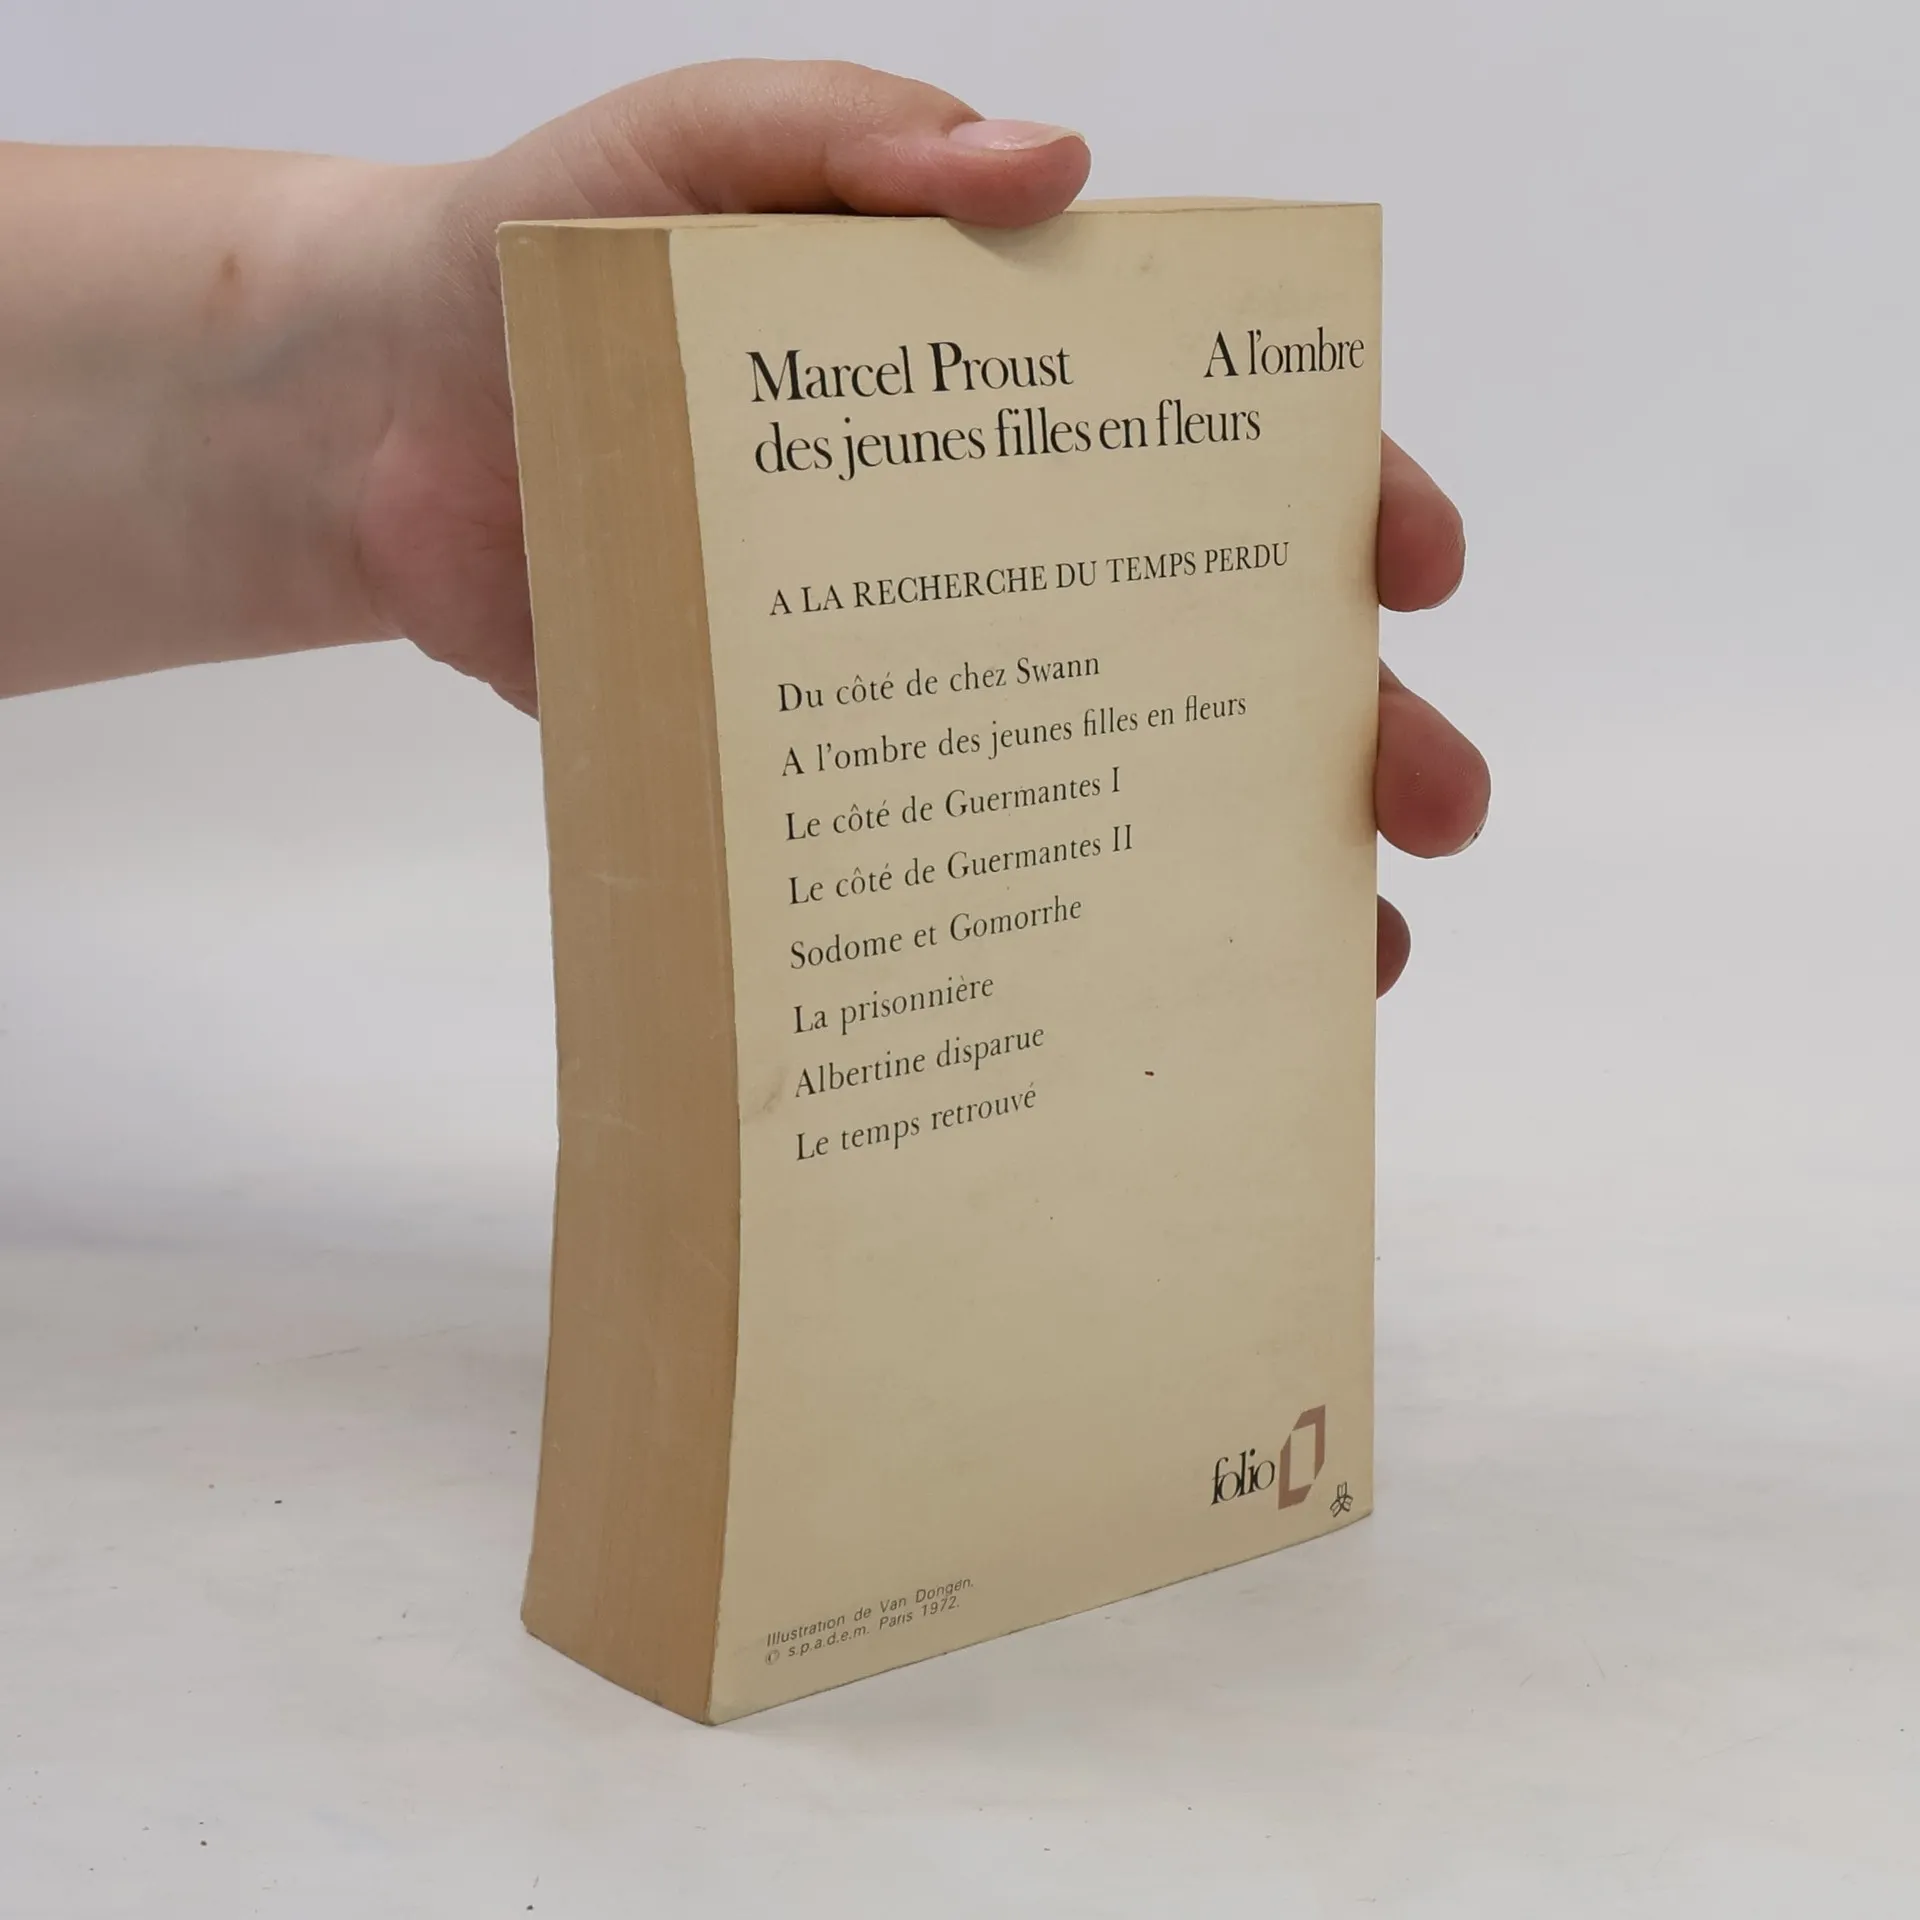 Marcel Proust A l'ombre
des jeunes filles en fleurs
A LA RECHERCHE DU TEMPS PERDU
Du côté de chez Swann
A l'ombre des jeunes filles en fleurs
Le côté de Guermantes I
Le côté de Guermantes II
Sodome et Gomorrhe
La prisonnière
Albertine disparue
Le temps retrouvé
folio
Illustration de Van Dongen.
© s.p.a.d.e.m. Paris 1972.